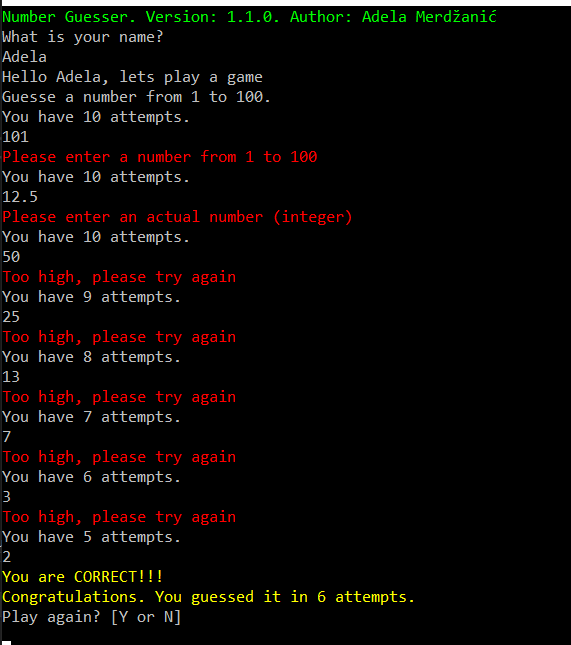 Number Guesser. Version: 1.1.0. Author: Adela Merdžanić
What is your name?
Adela
Hello Adela, lets play a game
Guesse a number from 1 to 100.
You have 10 attempts.
101
Please enter a number from 1 to 100
You have 10 attempts.
12.5
Please enter an actual number (integer)
You have 10 attempts.
50
Too high, please try again
You have 9 attempts.
25
Too high, please try again
You have 8 attempts.
13
Too high, please try again
You have 7 attempts.
7
Too high, please try again
You have 6 attempts.
3
Too high, please try again
You have 5 attempts.
2
You are CORRECT!!!
Congratulations. You guessed it in 6 attempts.
Play again? [Y or N]